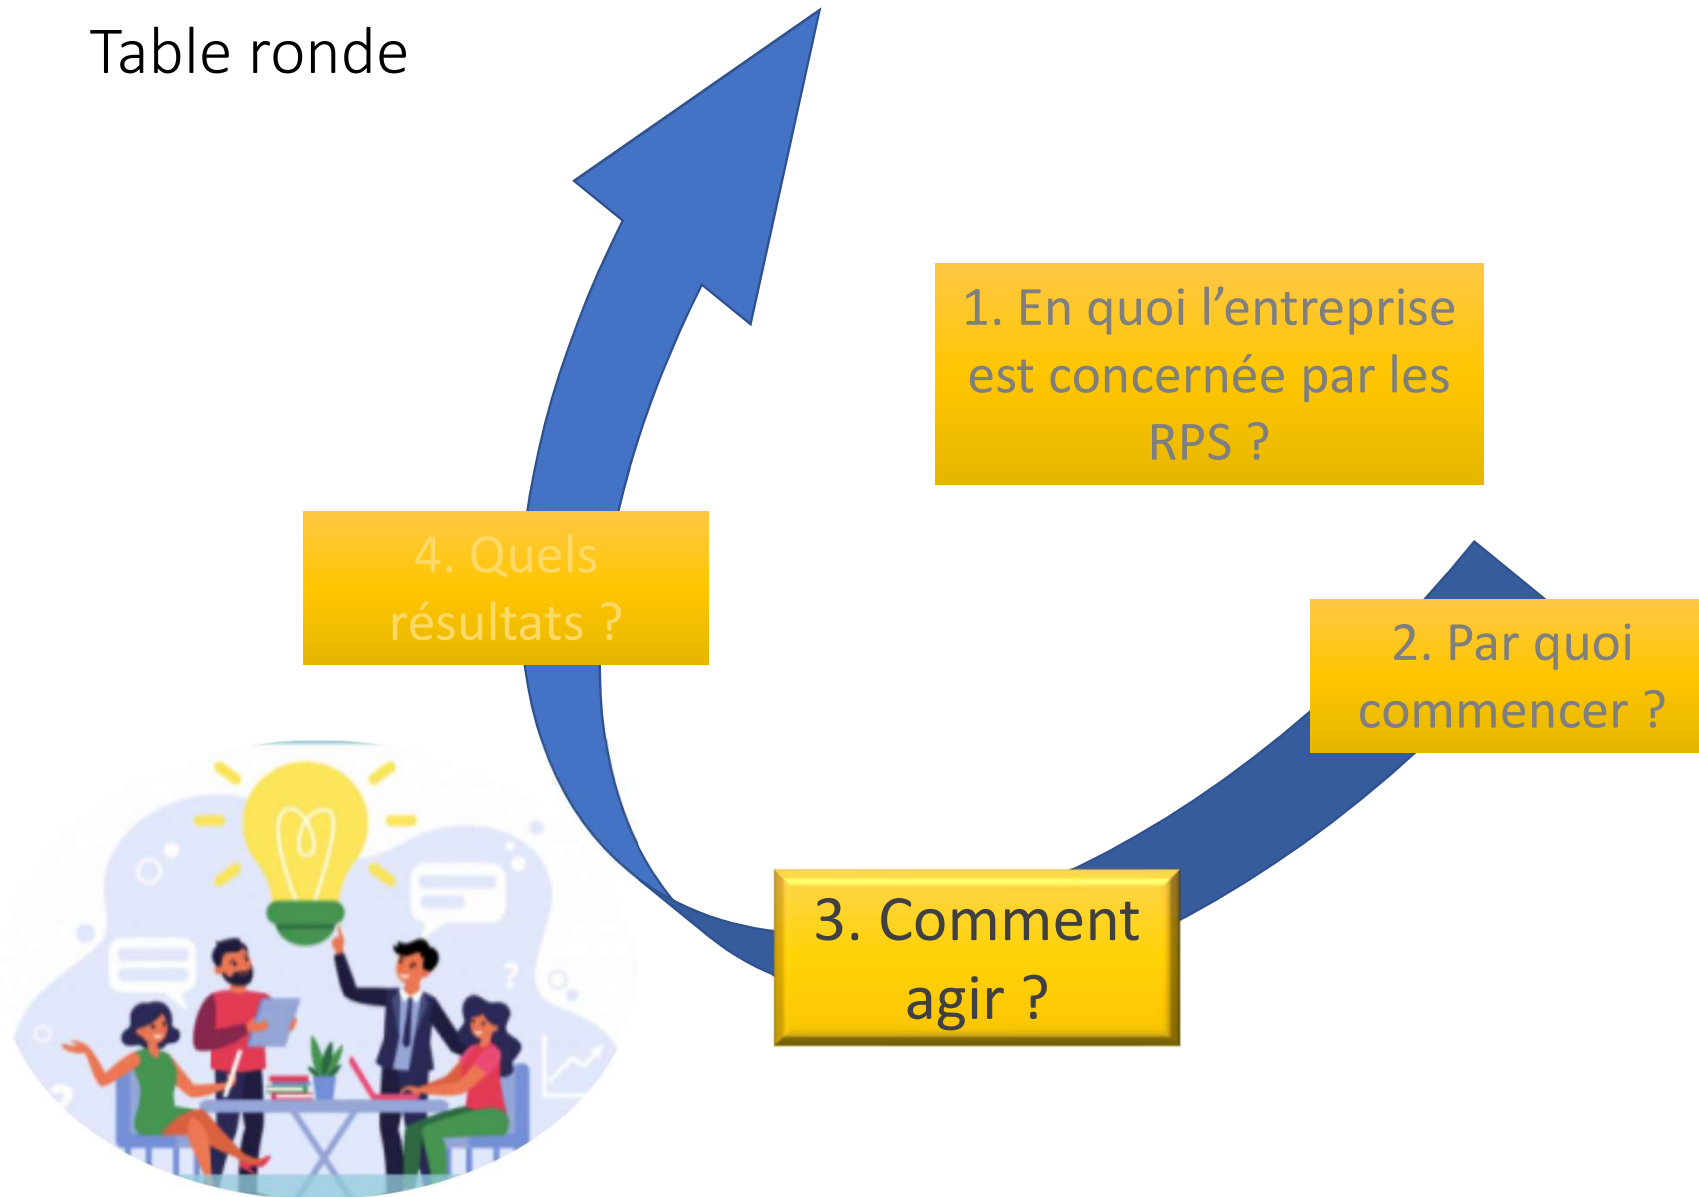 Table ronde
1. En quoi l’entreprise
est concernée par les
RPS ?
2. Par quoi
commencer ?
3. Comment
agir ?
4. Quels
résultats ?